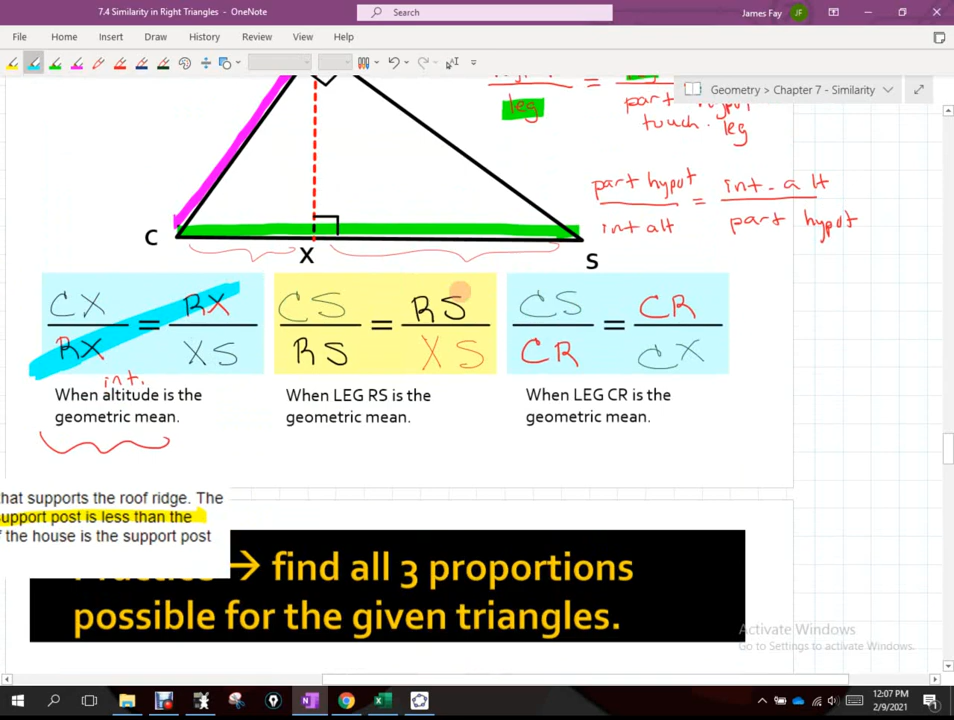 7.4 Similarity in Right Triangles - OneNote
Search
James Fay
JF
File Home Insert Draw History Review View Help
Geometry > Chapter 7 - Similarity
leg
=
part hypot
touch. leg
part hypot = int. alt
int alt part hypot
C
X
S
CX = RX
RX XS
CS = RS
RS XS
CS = CR
CR CX
int.
When altitude is the
geometric mean.
When LEG RS is the
geometric mean.
When LEG CR is the
geometric mean.
that supports the roof ridge. The
support post is less than the
f the house is the support post
Practice → find all 3 proportions
possible for the given triangles.
Activate Windows
Go to Settings to activate Windows.
12:07 PM
2/9/2021